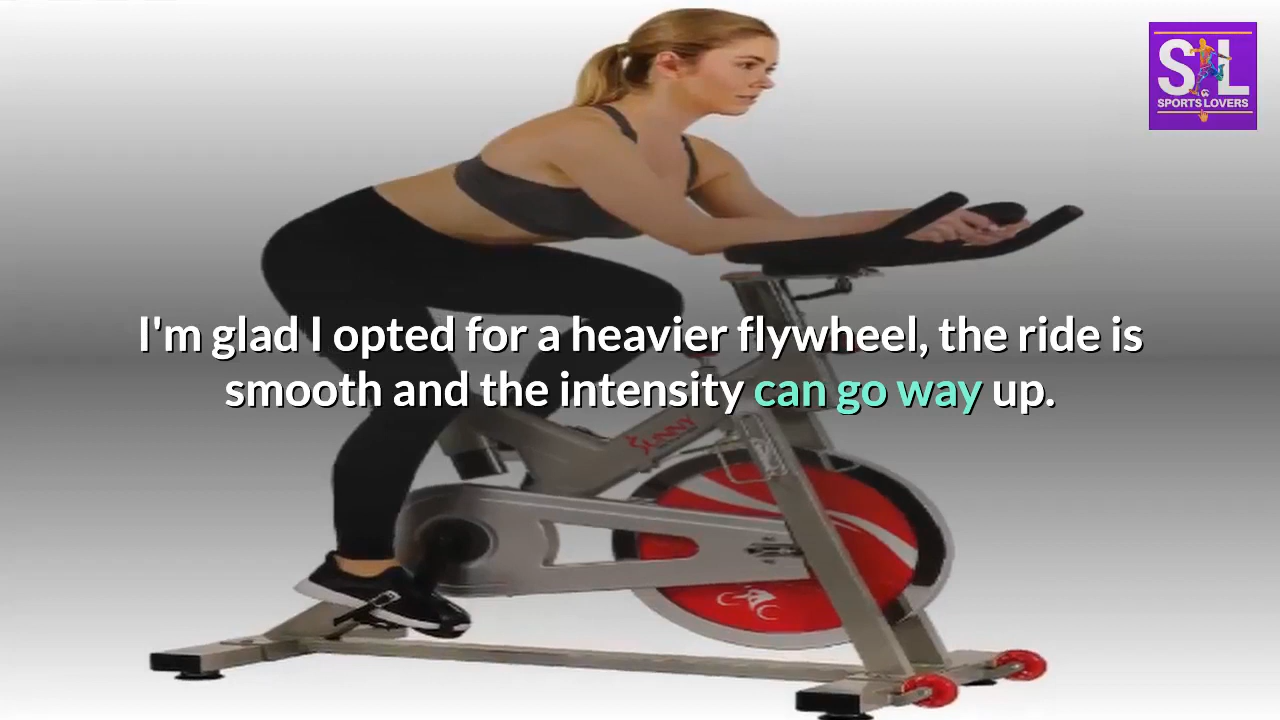 SL
SPORTS LOVERS
I'm glad I opted for a heavier flywheel, the ride is
smooth and the intensity can go way up.
SUNNY